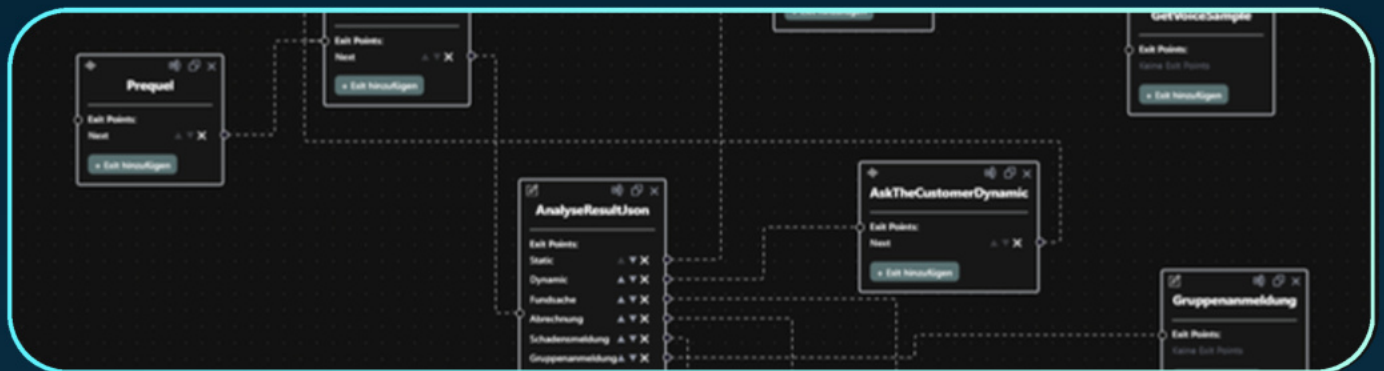 Prequel
Exit Points:
Next
+ Exit hinzufügen
Exit Points:
Next
+ Exit hinzufügen
AnalyseResultJson
Exit Points:
Static
Dynamic
Fundsache
Abrechnung
Schadensmeldung
Gruppenanmeldung
+ Exit hinzufügen
AskTheCustomerDynamic
Exit Points:
Next
+ Exit hinzufügen
GetVoiceSample
Exit Points:
Keine Exit Points
+ Exit hinzufügen
Gruppenanmeldung
Exit Points:
Keine Exit Points